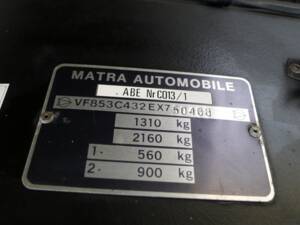 MATRA AUTOMOBILE
ABE Nr C013/1
VF853C432EX750468
1310 kg
2160 kg
1- 560 kg
2- 900 kg